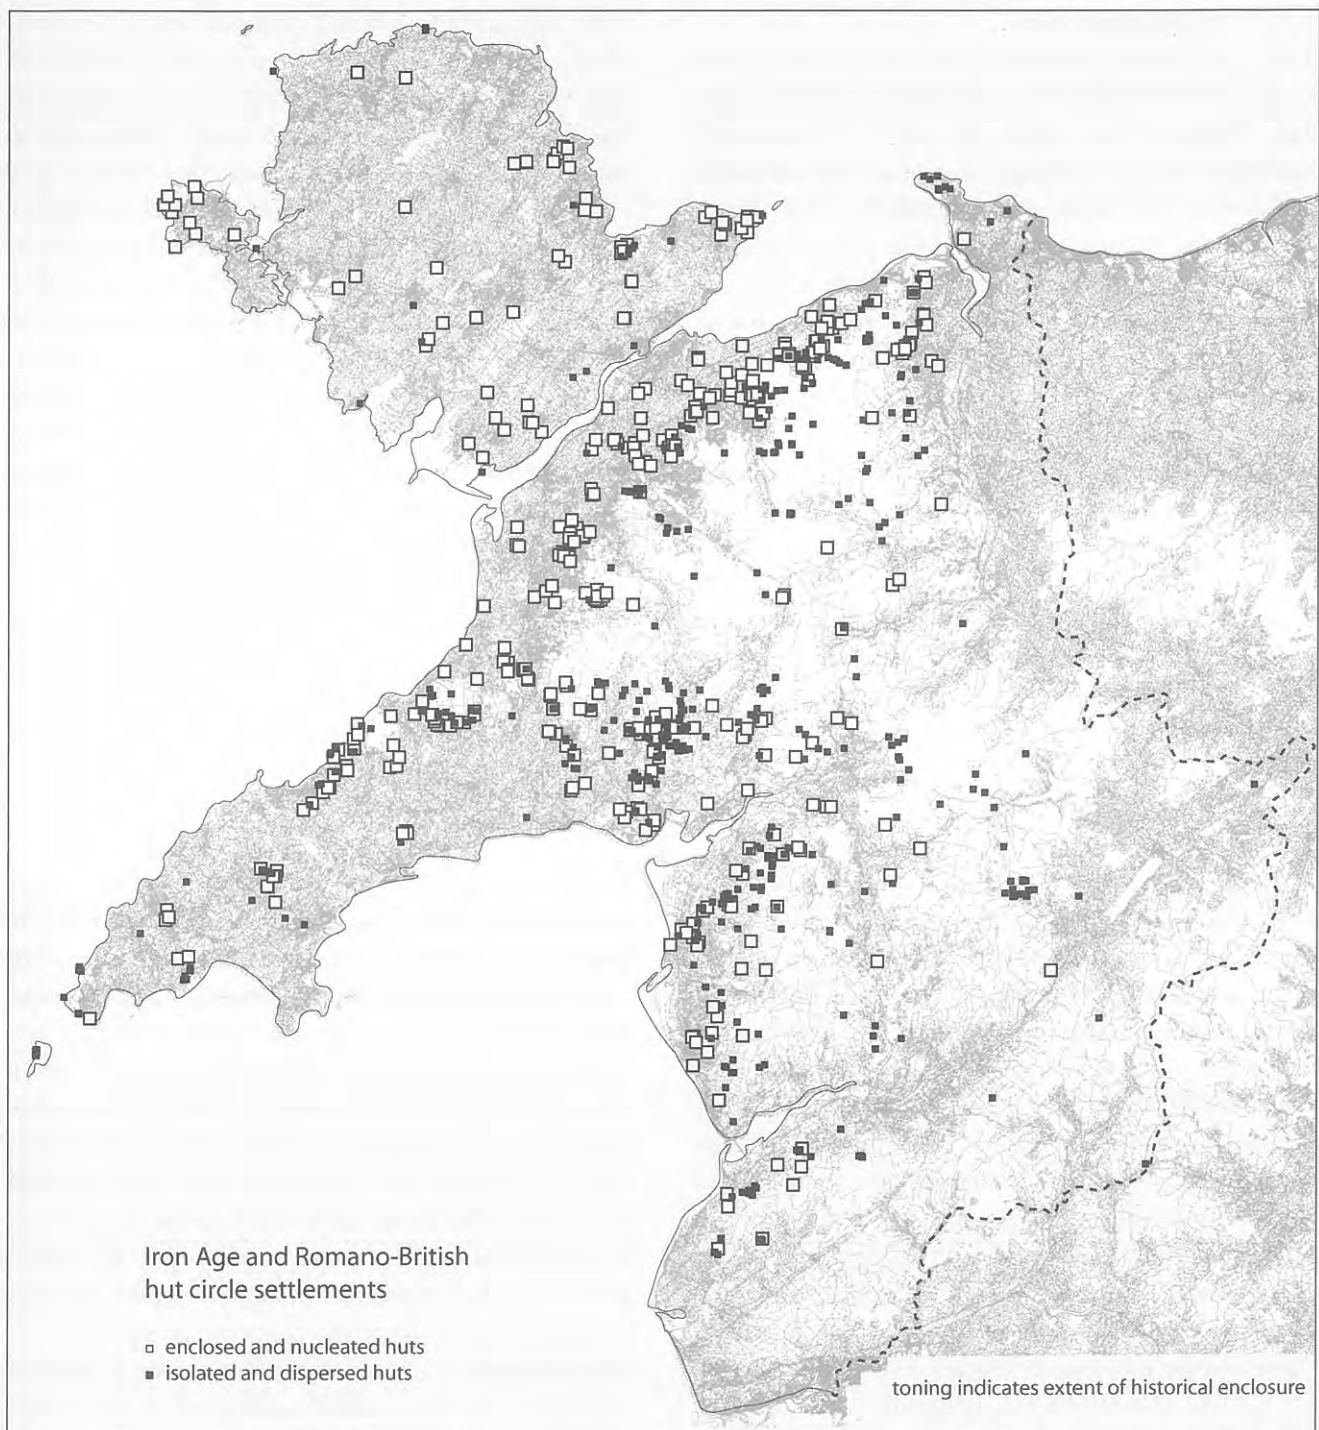 Iron Age and Romano-British
hut circle settlements
enclosed and nucleated huts
isolated and dispersed huts
toning indicates extent of historical enclosure